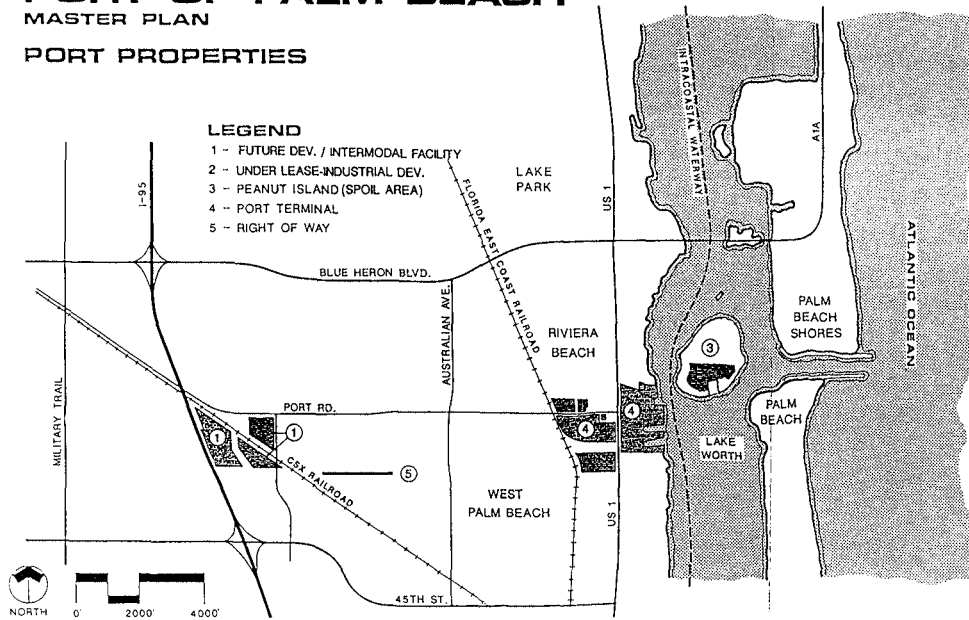 PORT OF PALM BEACH
MASTER PLAN
PORT PROPERTIES
LEGEND
1 - FUTURE DEV. / INTERMODAL FACILITY
2 - UNDER LEASE-INDUSTRIAL DEV.
3 - PEANUT ISLAND (SPOIL AREA)
4 - PORT TERMINAL
5 - RIGHT OF WAY
I-95
LAKE
PARK
US 1
INTRACOASTAL WATERWAY
A1A
ATLANTIC OCEAN
FLORIDA EAST COAST RAILROAD
BLUE HERON BLVD.
AUSTRALIAN AVE.
RIVIERA
BEACH
PALM
BEACH
SHORES
3
MILITARY TRAIL
PORT RD.
1
1
4
4
PALM
BEACH
LAKE
WORTH
CSX RAILROAD
5
WEST
PALM BEACH
US 1
45TH ST.
NORTH
0' 2000' 4000'